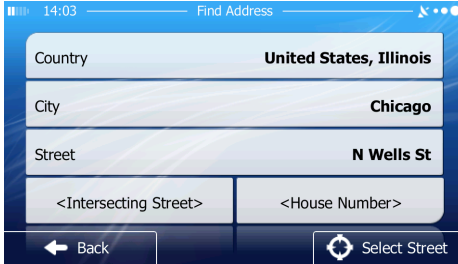 14:03 Find Address
Country United States, Illinois
City Chicago
Street N Wells St
<Intersecting Street> <House Number>
Back Select Street